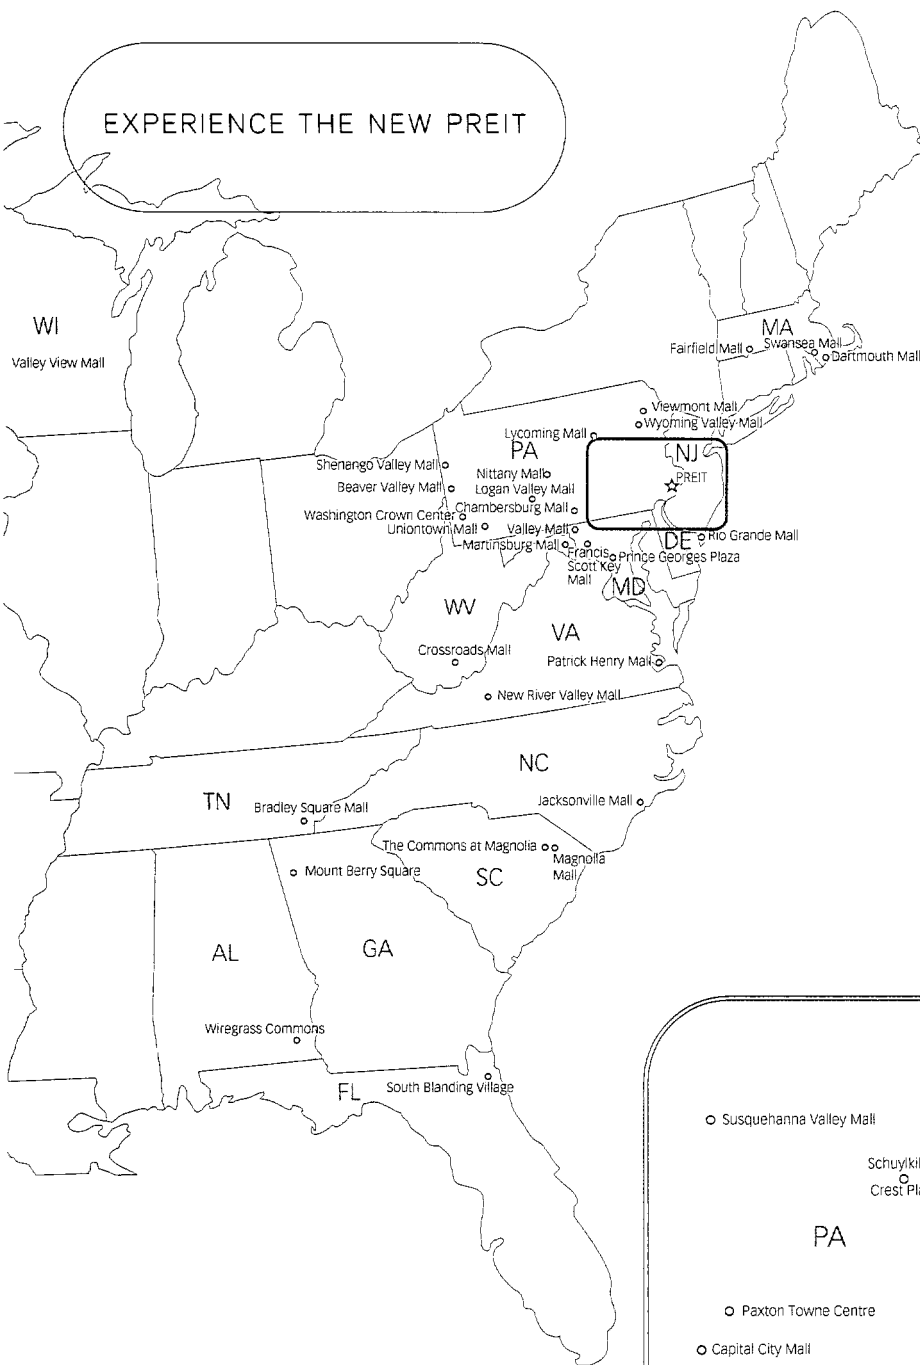 EXPERIENCE THE NEW PREIT
WI
Valley View Mall
MA
Fairfield Mall
Swansea Mall
Dartmouth Mall
Viewmont Mall
Wyoming Valley Mall
Lycoming Mall
PA
NJ
PREIT
Shenango Valley Mall
Nittany Mall
Beaver Valley Mall
Logan Valley Mall
Washington Crown Center
Chambersburg Mall
Uniontown Mall
Valley Mall
Rio Grande Mall
DE
Martinsburg Mall
Francis
Scott Key
Mall
Prince Georges Plaza
MD
WV
VA
Crossroads Mall
Patrick Henry Mall
New River Valley Mall
NC
TN
Bradley Square Mall
Jacksonville Mall
The Commons at Magnolia
Magnolia
Mall
Mount Berry Square
SC
AL
GA
Wiregrass Commons
FL
South Blanding Village
Susquehanna Valley Mall
PA
Paxton Towne Centre
Capital City Mall